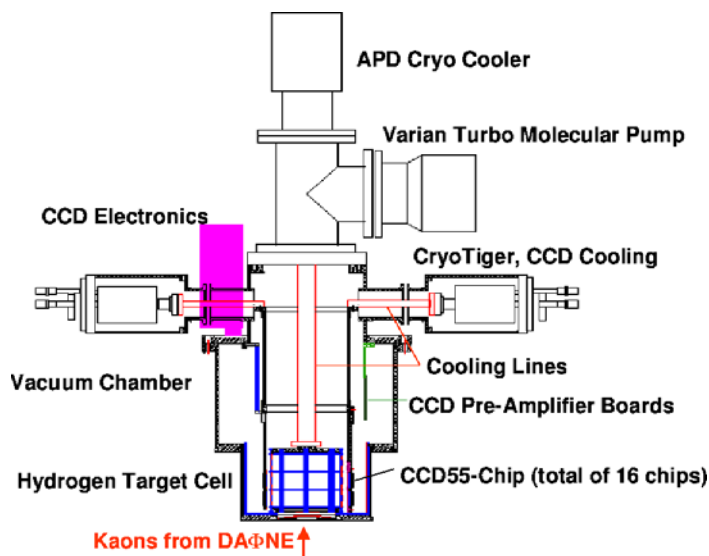 APD Cryo Cooler
Varian Turbo Molecular Pump
CCD Electronics
CryoTiger, CCD Cooling
Cooling Lines
Vacuum Chamber
CCD Pre-Amplifier Boards
Hydrogen Target Cell
CCD55-Chip (total of 16 chips)
Kaons from DAΦNE